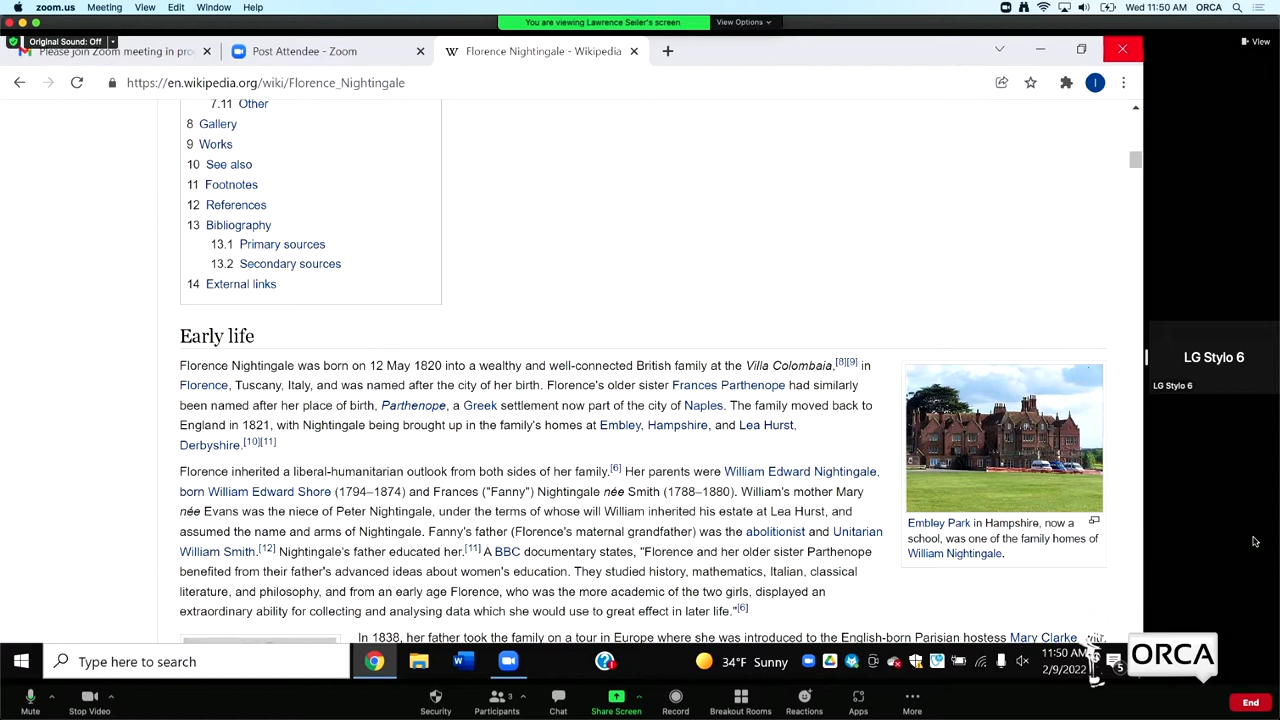 zoom.us Meeting View Edit Window Help Wed 11:50 AM ORCA
You are viewing Lawrence Seiler's screen View Options
Original Sound: Off View
Please join Zoom meeting in pro Post Attendee - Zoom Florence Nightingale - Wikipedia
https://en.wikipedia.org/wiki/Florence_Nightingale
7.11 Other
8 Gallery
9 Works
10 See also
11 Footnotes
12 References
13 Bibliography
13.1 Primary sources
13.2 Secondary sources
14 External links
Early life
Florence Nightingale was born on 12 May 1820 into a wealthy and well-connected British family at the Villa Colombaia,[8][9] in
Florence, Tuscany, Italy, and was named after the city of her birth. Florence's older sister Frances Parthenope had similarly
been named after her place of birth, Parthenope, a Greek settlement now part of the city of Naples. The family moved back to
England in 1821, with Nightingale being brought up in the family's homes at Embley, Hampshire, and Lea Hurst,
Derbyshire.[10][11]
Florence inherited a liberal-humanitarian outlook from both sides of her family.[6] Her parents were William Edward Nightingale,
born William Edward Shore (1794–1874) and Frances ("Fanny") Nightingale née Smith (1788–1880). William's mother Mary
née Evans was the niece of Peter Nightingale, under the terms of whose will William inherited his estate at Lea Hurst, and
assumed the name and arms of Nightingale. Fanny's father (Florence's maternal grandfather) was the abolitionist and Unitarian
William Smith.[12] Nightingale's father educated her.[11] A BBC documentary states, "Florence and her older sister Parthenope
benefited from their father's advanced ideas about women's education. They studied history, mathematics, Italian, classical
literature, and philosophy, and from an early age Florence, who was the more academic of the two girls, displayed an
extraordinary ability for collecting and analysing data which she would use to great effect in later life."[6]
In 1838, her father took the family on a tour in Europe where she was introduced to the English-born Parisian hostess Mary Clarke, with
Embley Park in Hampshire, now a
school, was one of the family homes of
William Nightingale.
LG Stylo 6
LG Stylo 6
Type here to search
34°F Sunny
11:50 AM
2/9/2022
5
ORCA
Mute Stop Video Security Participants 3 Chat Share Screen Record Breakout Rooms Reactions Apps More End